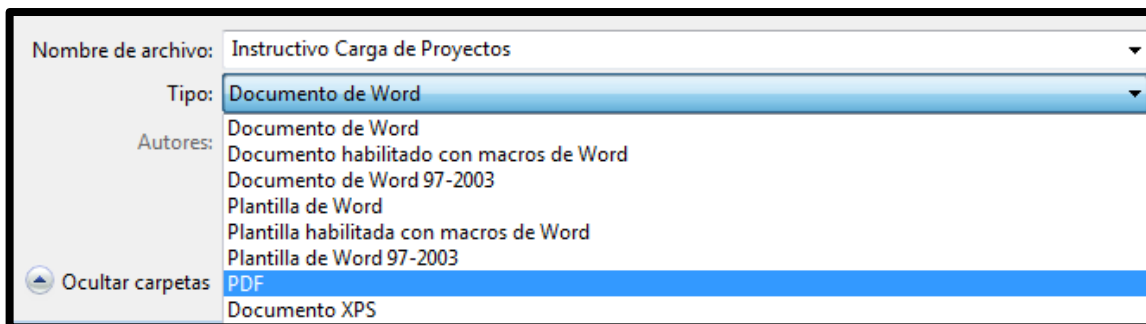 Nombre de archivo: Instructivo Carga de Proyectos
Tipo: Documento de Word
Autores:
Documento de Word
Documento habilitado con macros de Word
Documento de Word 97-2003
Plantilla de Word
Plantilla habilitada con macros de Word
Plantilla de Word 97-2003
Ocultar carpetas PDF
Documento XPS